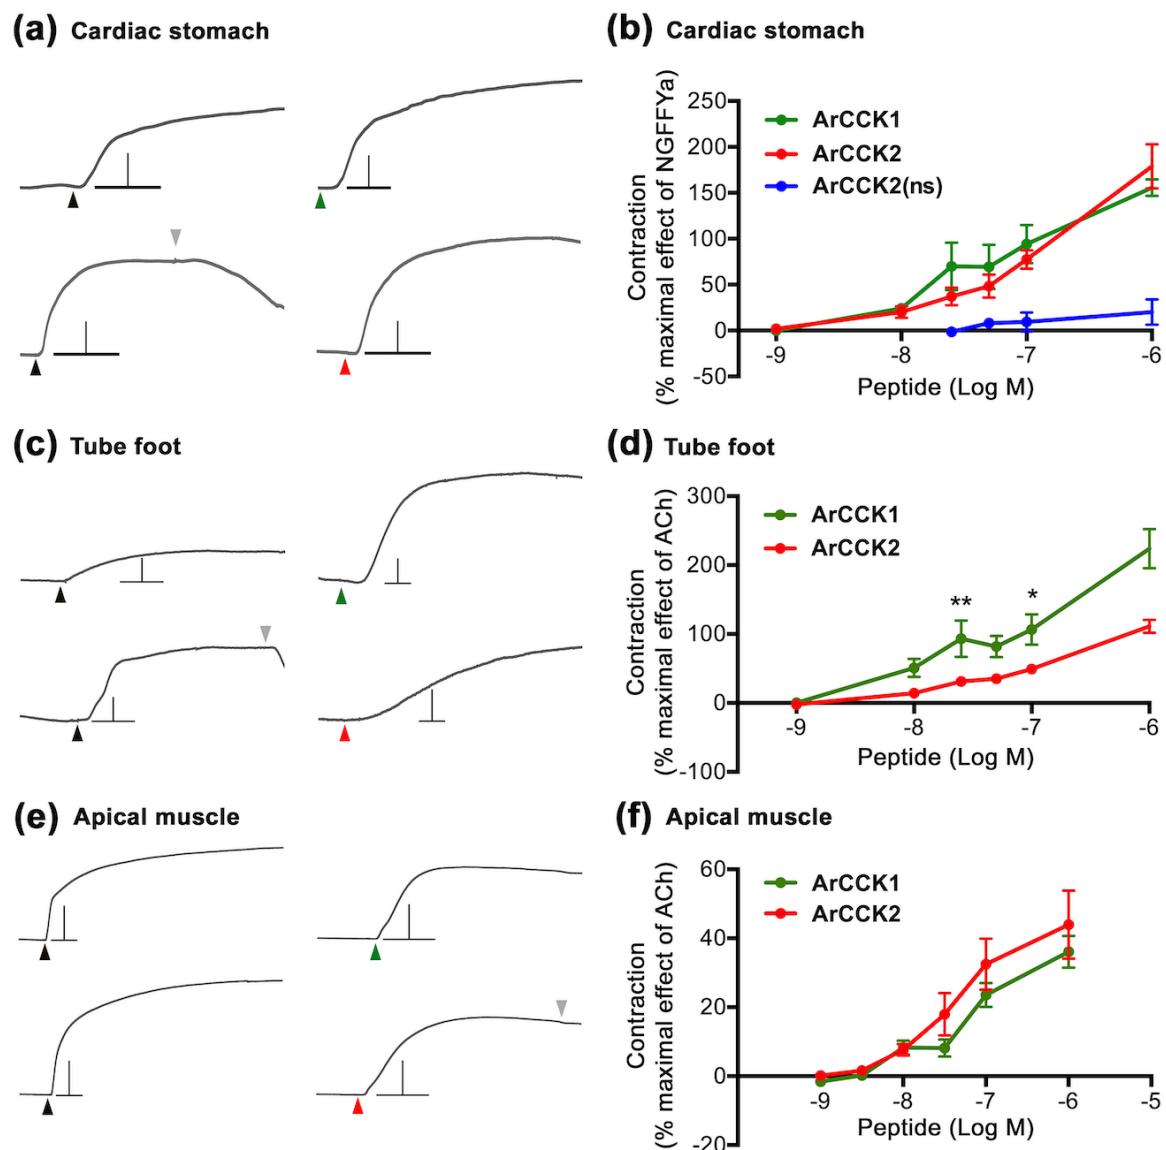 (a) Cardiac stomach
(b) Cardiac stomach
Contraction
(% maximal effect of NGFFYa)
250
200
150
100
50
0
-50
ArCCK1
ArCCK2
ArCCK2(ns)
-9
-8
-7
-6
Peptide (Log M)
(c) Tube foot
(d) Tube foot
Contraction
(% maximal effect of ACh)
300
200
100
0
-100
ArCCK1
ArCCK2
**
*
-9
-8
-7
-6
Peptide (Log M)
(e) Apical muscle
(f) Apical muscle
Contraction
(% maximal effect of ACh)
60
40
20
0
-20
ArCCK1
ArCCK2
-9
-8
-7
-6
-5
Peptide (Log M)